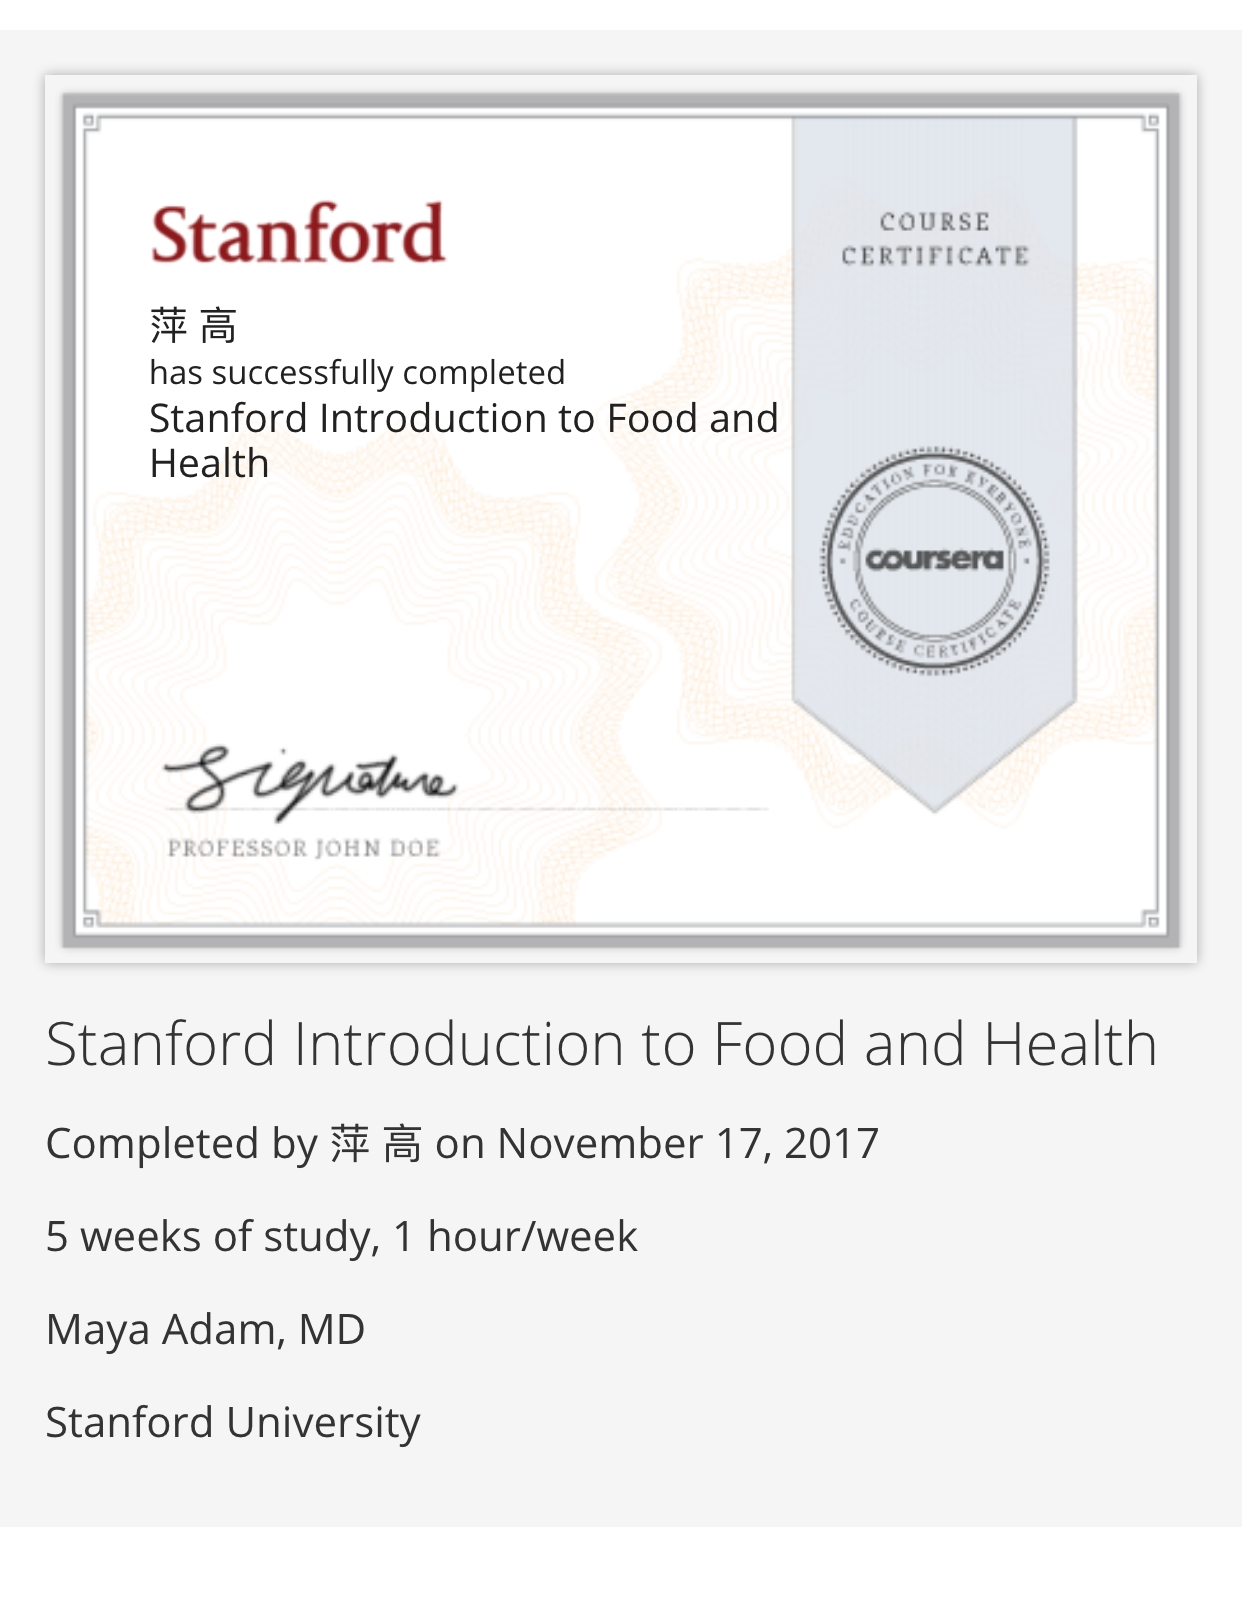 Stanford
COURSE
CERTIFICATE
萍 高
has successfully completed
Stanford Introduction to Food and
Health
EDUCATION FOR EVERYONE
coursera
COURSE CERTIFICATE
Signature
PROFESSOR JOHN DOE
Stanford Introduction to Food and Health
Completed by 萍 高 on November 17, 2017
5 weeks of study, 1 hour/week
Maya Adam, MD
Stanford University